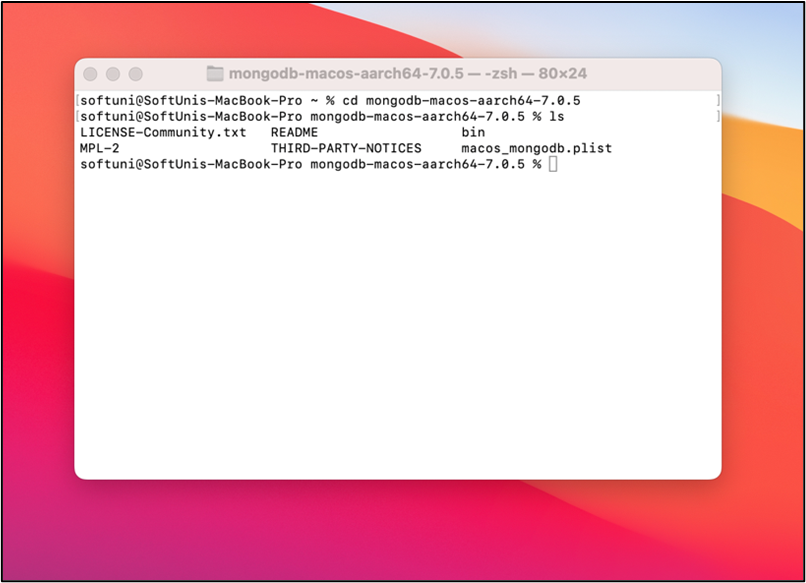 mongodb-macos-aarch64-7.0.5 — -zsh — 80×24
[softuni@SoftUnis-MacBook-Pro ~ % cd mongodb-macos-aarch64-7.0.5 ]
[softuni@SoftUnis-MacBook-Pro mongodb-macos-aarch64-7.0.5 % ls ]
LICENSE-Community.txt README bin
MPL-2 THIRD-PARTY-NOTICES macos_mongodb.plist
softuni@SoftUnis-MacBook-Pro mongodb-macos-aarch64-7.0.5 %